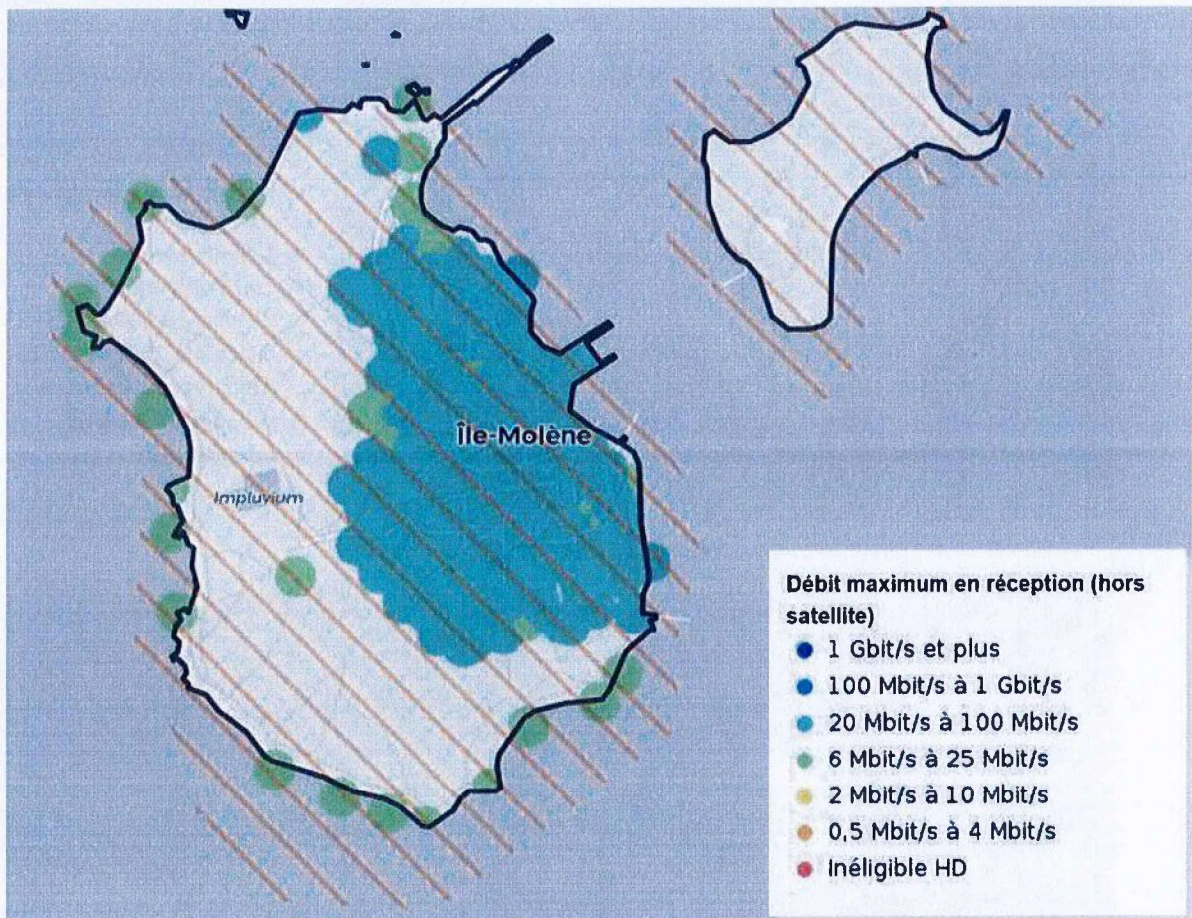 Île-Molène
Impluvium
Débit maximum en réception (hors
satellite)
1 Gbit/s et plus
100 Mbit/s à 1 Gbit/s
20 Mbit/s à 100 Mbit/s
6 Mbit/s à 25 Mbit/s
2 Mbit/s à 10 Mbit/s
0,5 Mbit/s à 4 Mbit/s
Inéligible HD